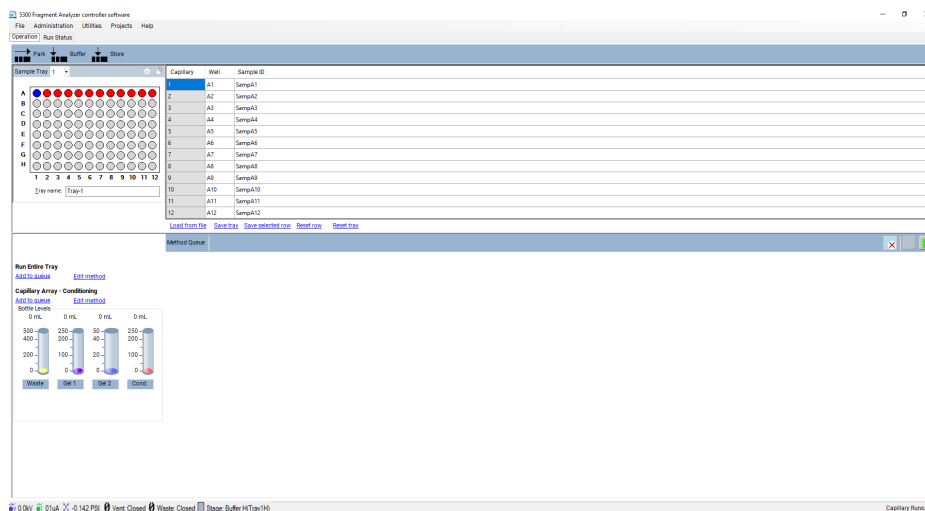 5300 Fragment Analyzer controller software
File Administration Utilities Projects Help
Operation Run Status
Park Buffer Store
Sample Tray 1
Capillary Well Sample ID
1 A1 SampA1
2 A2 SampA2
3 A3 SampA3
4 A4 SampA4
5 A5 SampA5
6 A6 SampA6
7 A7 SampA7
8 A8 SampA8
9 A9 SampA9
10 A10 SampA10
11 A11 SampA11
12 A12 SampA12
A
B
C
D
E
F
G
H
1 2 3 4 5 6 7 8 9 10 11 12
Tray name: Tray-1
Load from file Save tray Save selected row Reset row Reset tray
Method Queue
Run Entire Tray
Add to queue Edit method
Capillary Array - Conditioning
Add to queue Edit method
Bottle Levels
0 mL 0 mL 0 mL 0 mL
500 250 50 250
400 200 40 200
200 100 20 100
0 0 0 0
Waste Gel 1 Gel 2 Cond.
0.0kV .01uA -0.142 PSI Vent: Closed Waste: Closed Stage: Buffer H(Tray1H) Capillary Runs: